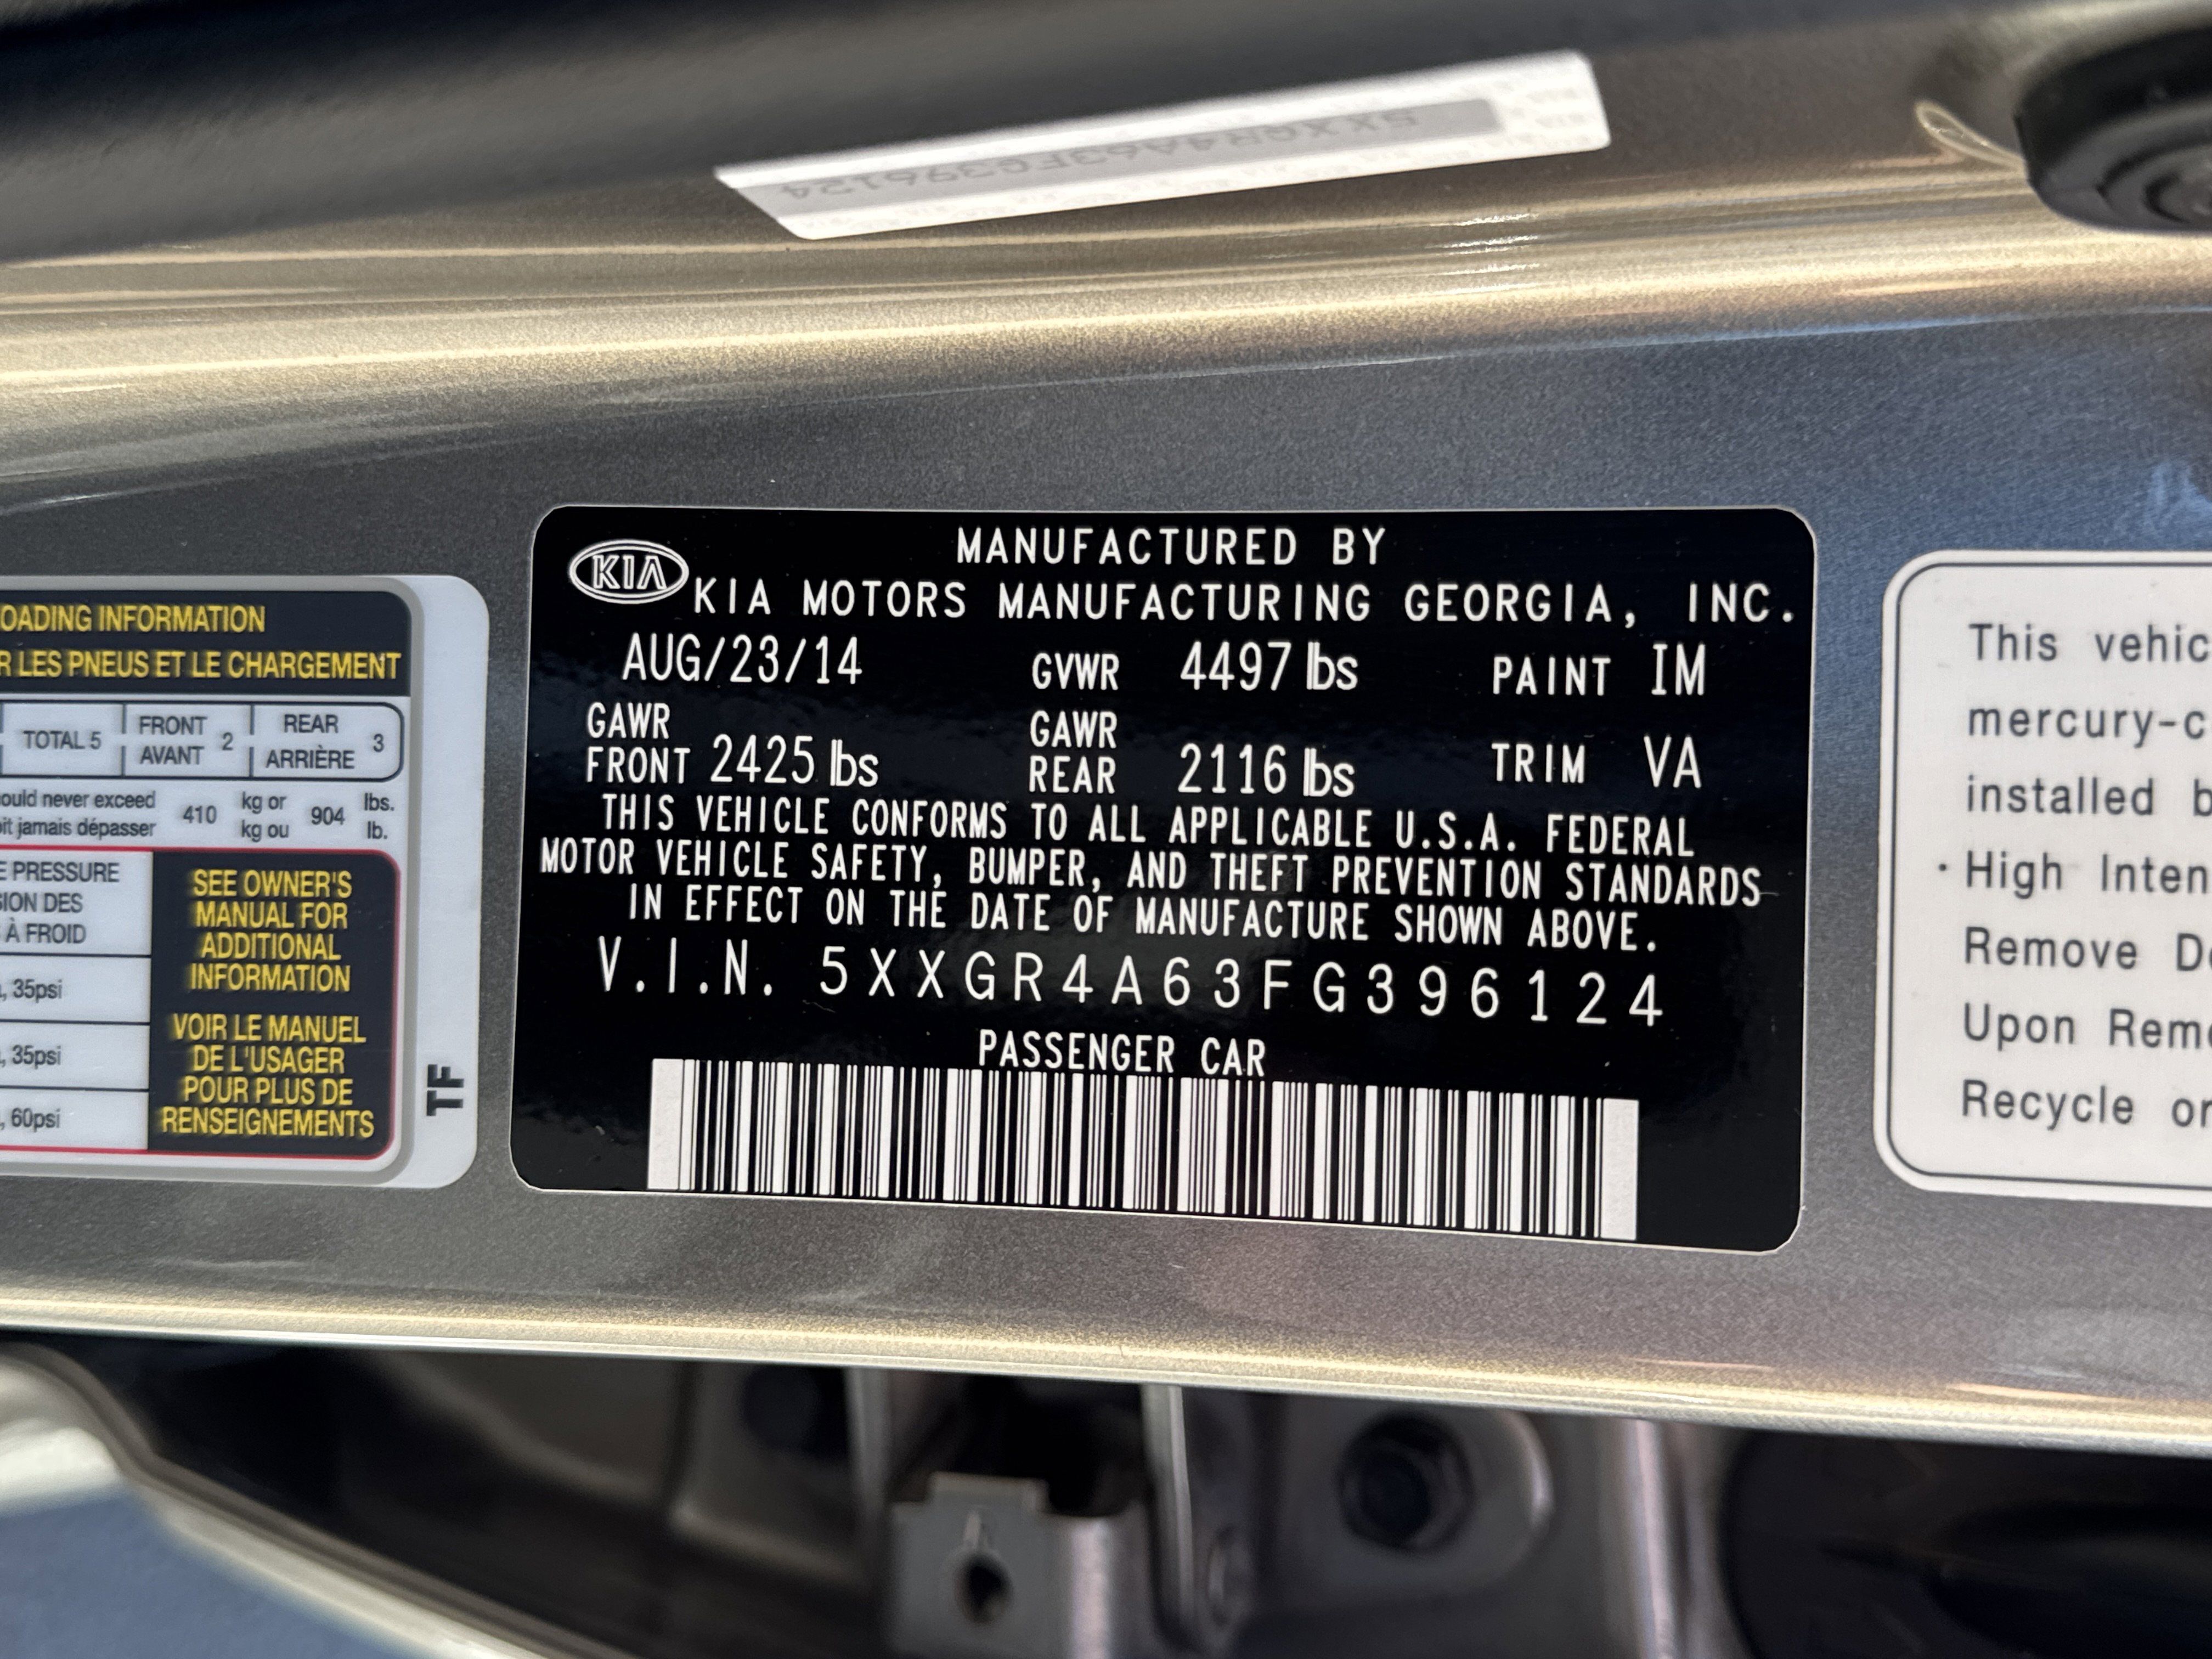 5XXGR4A63FG396124
MANUFACTURED BY
KIA KIA MOTORS MANUFACTURING GEORGIA, INC.
AUG/23/14 GVWR 4497 lbs PAINT IM
GAWR GAWR
FRONT 2425 lbs REAR 2116 lbs TRIM VA
THIS VEHICLE CONFORMS TO ALL APPLICABLE U.S.A. FEDERAL
MOTOR VEHICLE SAFETY, BUMPER, AND THEFT PREVENTION STANDARDS
IN EFFECT ON THE DATE OF MANUFACTURE SHOWN ABOVE.
V.I.N. 5XXGR4A63FG396124
PASSENGER CAR
OADING INFORMATION
R LES PNEUS ET LE CHARGEMENT
TOTAL 5 FRONT 2 REAR 3
AVANT ARRIÈRE
ould never exceed 410 kg or 904 lbs.
it jamais dépasser kg ou lb.
E PRESSURE
SION DES
À FROID
, 35psi
, 35psi
, 60psi
SEE OWNER'S
MANUAL FOR
ADDITIONAL
INFORMATION
VOIR LE MANUEL
DE L'USAGER
POUR PLUS DE
RENSEIGNEMENTS
TF
This vehic
mercury-c
installed b
· High Inten
Remove De
Upon Rem
Recycle or